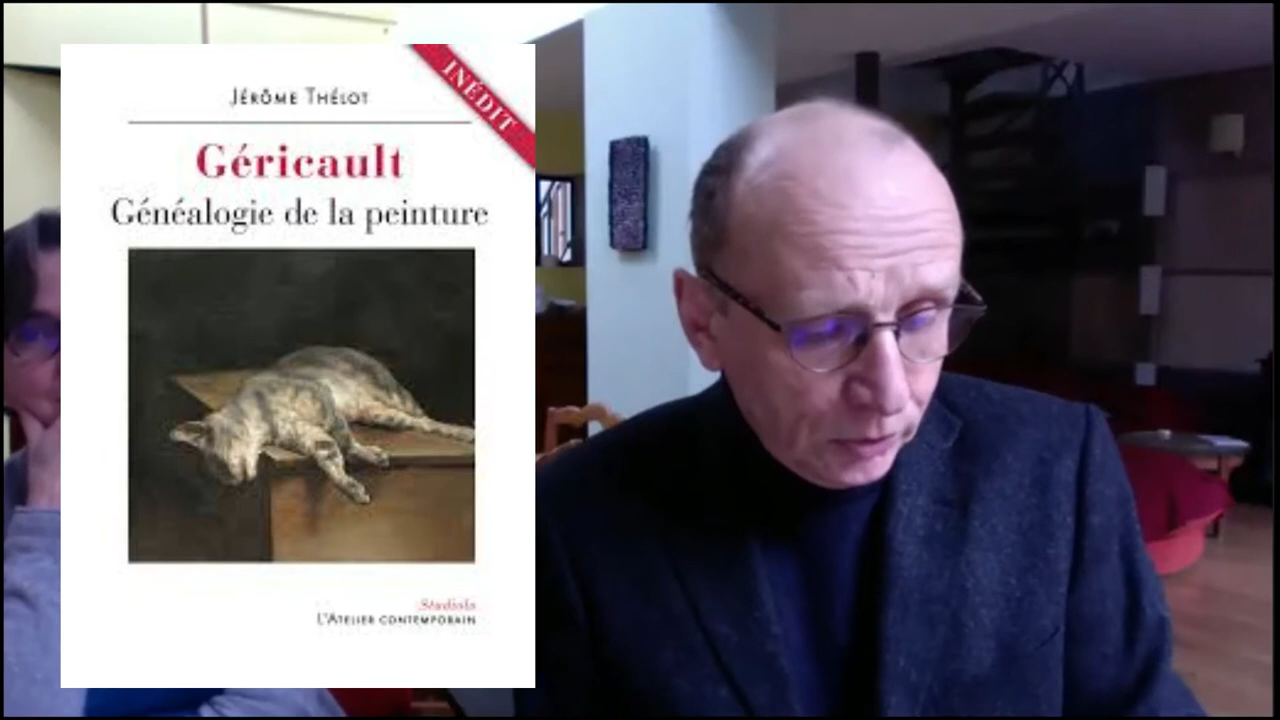 JÉRÔME THÉLOT
INÉDIT
Géricault
Généalogie de la peinture
Studiolo
L'ATELIER CONTEMPORAIN